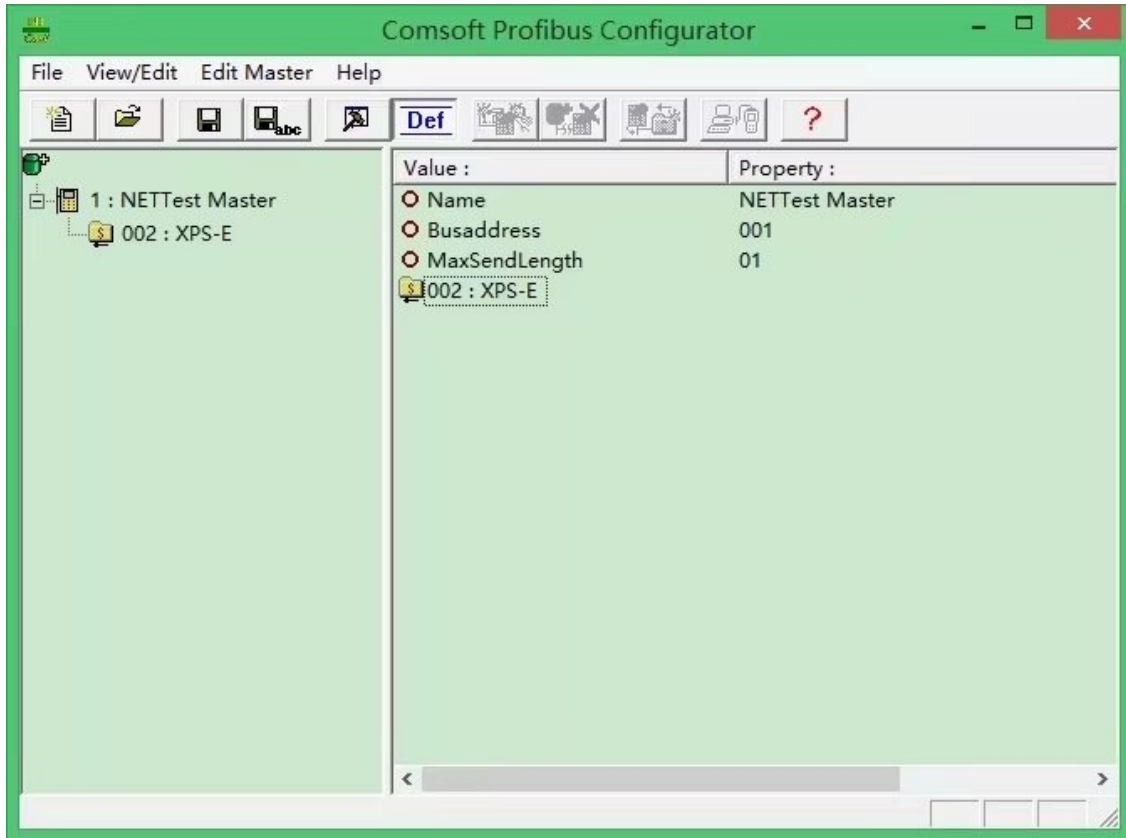 Comsoft Profibus Configurator
File View/Edit Edit Master Help
abc Def ?
Value : Property :
1 : NETTest Master
002 : XPS-E
Name NETTest Master
Busaddress 001
MaxSendLength 01
002 : XPS-E